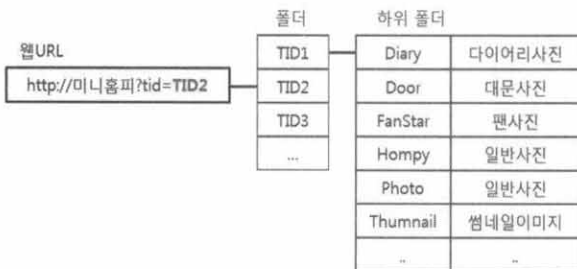 폴더 하위 폴더
웹URL
TID1 Diary 다이어리사진
http://미니홈피?tid=TID2 TID2 Door 대문사진
TID3 FanStar 팬사진
... Hompy 일반사진
Photo 일반사진
Thumnail 썸네일이미지
.. ..